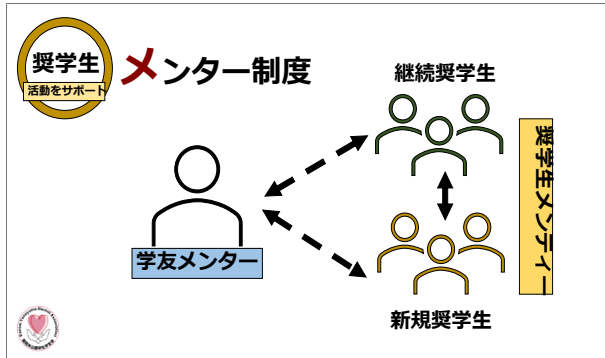 奨学生
活動をサポート
メンター制度
継続奨学生
学友メンター
奨学生メンティー
新規奨学生